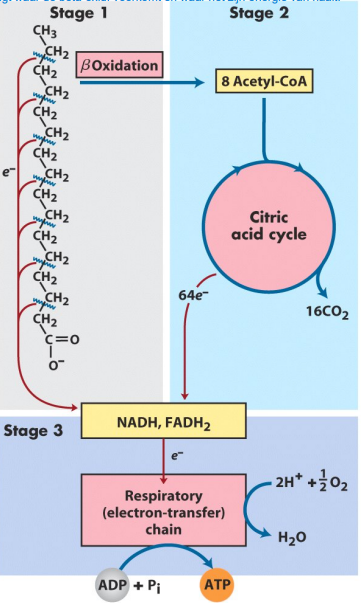 Stage 1
CH₃
CH₂
CH₂
CH₂
CH₂
CH₂
CH₂
CH₂
CH₂
CH₂
CH₂
CH₂
CH₂
CH₂
CH₂
C=O
O⁻
e⁻
β Oxidation
Stage 2
8 Acetyl-CoA
Citric
acid cycle
64e⁻
16CO₂
Stage 3
NADH, FADH₂
e⁻
Respiratory
(electron-transfer)
chain
2H⁺ + ½O₂
H₂O
ADP + Pi
ATP